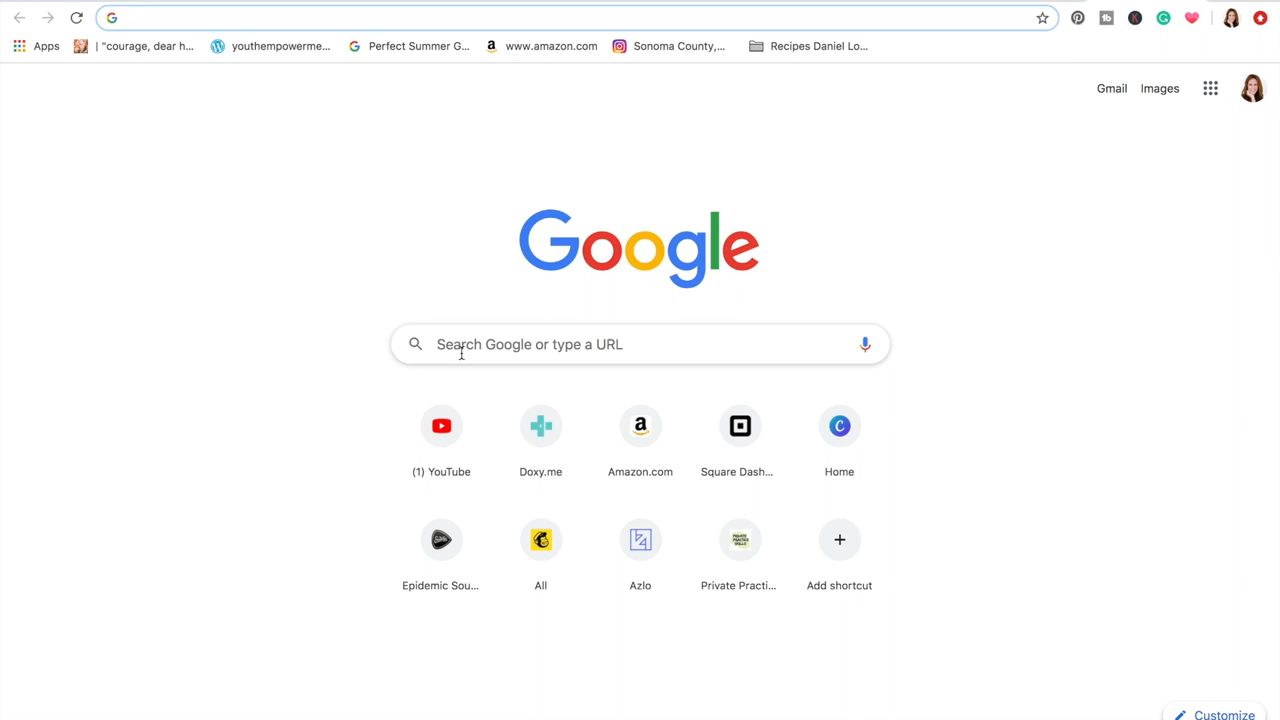 Apps
| "courage, dear h...
youthempowerme...
Perfect Summer G...
www.amazon.com
Sonoma County,...
Recipes Daniel Lo...
Gmail
Images
Google
Search Google or type a URL
(1) YouTube
Doxy.me
Amazon.com
Square Dash...
Home
Epidemic Sou...
All
Azlo
Private Practi...
Add shortcut
Customize